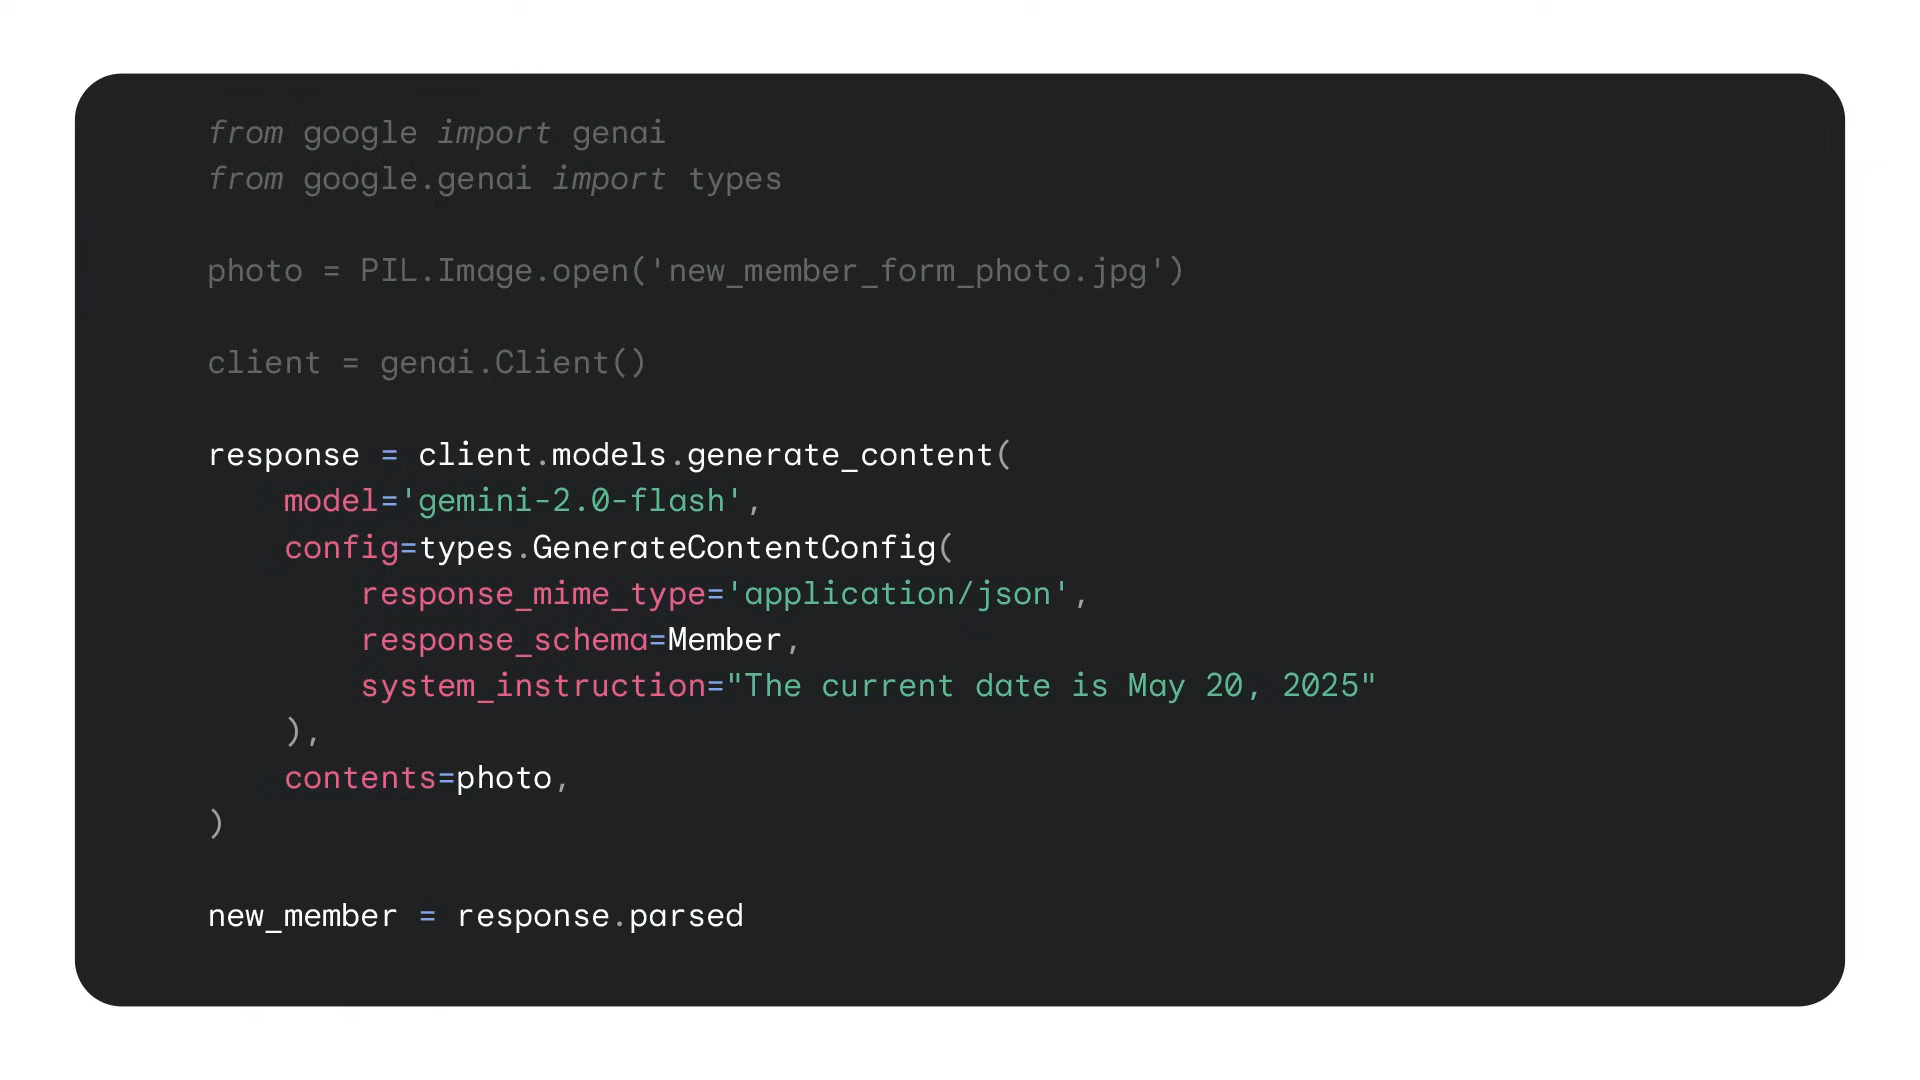 from google import genai
from google.genai import types
photo = PIL.Image.open('new_member_form_photo.jpg')
client = genai.Client()
response = client.models.generate_content(
    model='gemini-2.0-flash',
    config=types.GenerateContentConfig(
        response_mime_type='application/json',
        response_schema=Member,
        system_instruction="The current date is May 20, 2025"
    ),
    contents=photo,
)
new_member = response.parsed